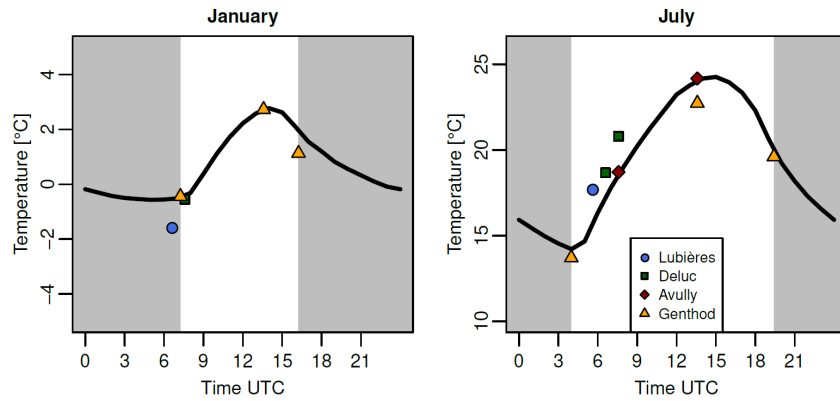 January
Temperature [°C]
4
2
0
−2
−4
0 3 6 9 12 15 18 21
Time UTC
July
Temperature [°C]
25
20
15
10
Lubières
Deluc
Avully
Genthod
0 3 6 9 12 15 18 21
Time UTC